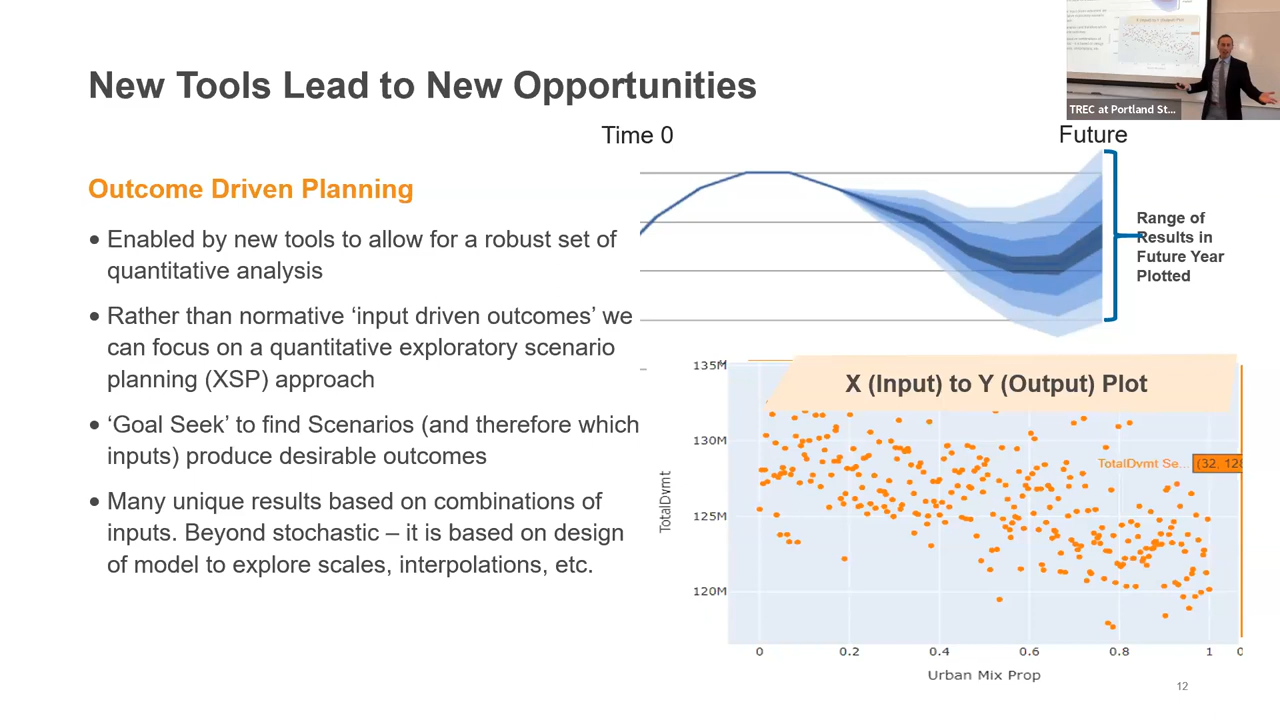 New Tools Lead to New Opportunities
TREC at Portland St...
Time 0
Future
Outcome Driven Planning
• Enabled by new tools to allow for a robust set of
quantitative analysis
• Rather than normative ‘input driven outcomes’ we
can focus on a quantitative exploratory scenario
planning (XSP) approach
• ‘Goal Seek’ to find Scenarios (and therefore which
inputs) produce desirable outcomes
• Many unique results based on combinations of
inputs. Beyond stochastic – it is based on design
of model to explore scales, interpolations, etc.
Range of
Results in
Future Year
Plotted
X (Input) to Y (Output) Plot
135M
130M
125M
120M
TotalDvmt
TotalDvmt Se... (32, 128
0 0.2 0.4 0.6 0.8 1 0
Urban Mix Prop
12